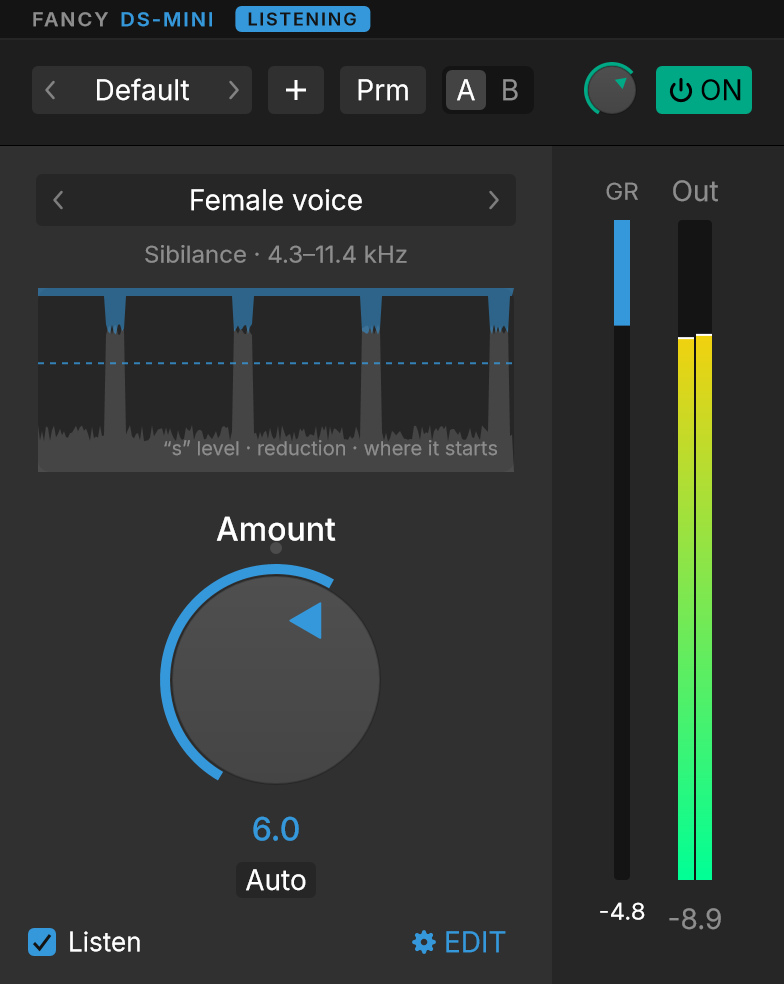 FANCY DS-MINI LISTENING
Default + Prm A B ON
Female voice
Sibilance · 4.3–11.4 kHz
“s” level · reduction · where it starts
Amount
6.0
Auto
Listen EDIT
GR Out
-4.8 -8.9